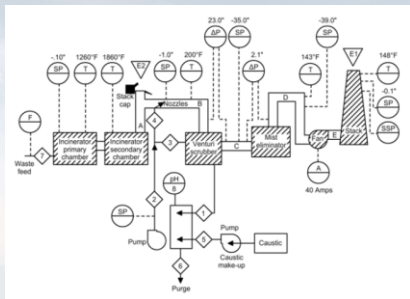 23.0" -35.0" -39.0"
-.10" 1260°F 1860°F E2 -1.0" 200°F ΔP SP 2.1" 143°F E1 148°F
SP T T SP T ΔP T SP T
Stack
cap
Nozzles
-0.1"
SP
SSP
A B D
F 4
Waste
feed
7
Incinerator
primary
chamber
Incinerator
secondary
chamber
3
Venturi
scrubber
C
Mist
eliminator
Fan
E
Stack
A
40 Amps
2
pH
8
SP
1
Pump
5
Pump
Caustic
make-up
Caustic
6
Purge